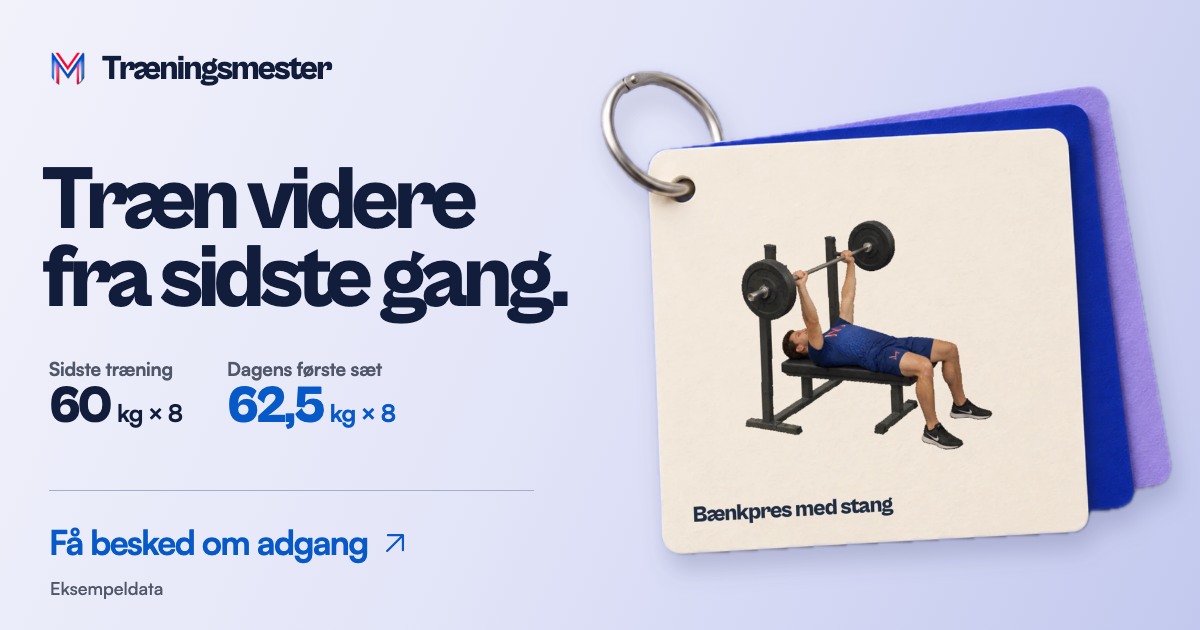 Træningsmester
Træn videre
fra sidste gang.
Sidste træning
60 kg × 8
Dagens første sæt
62,5 kg × 8
Få besked om adgang
Eksempeldata
Bænkpres med stang